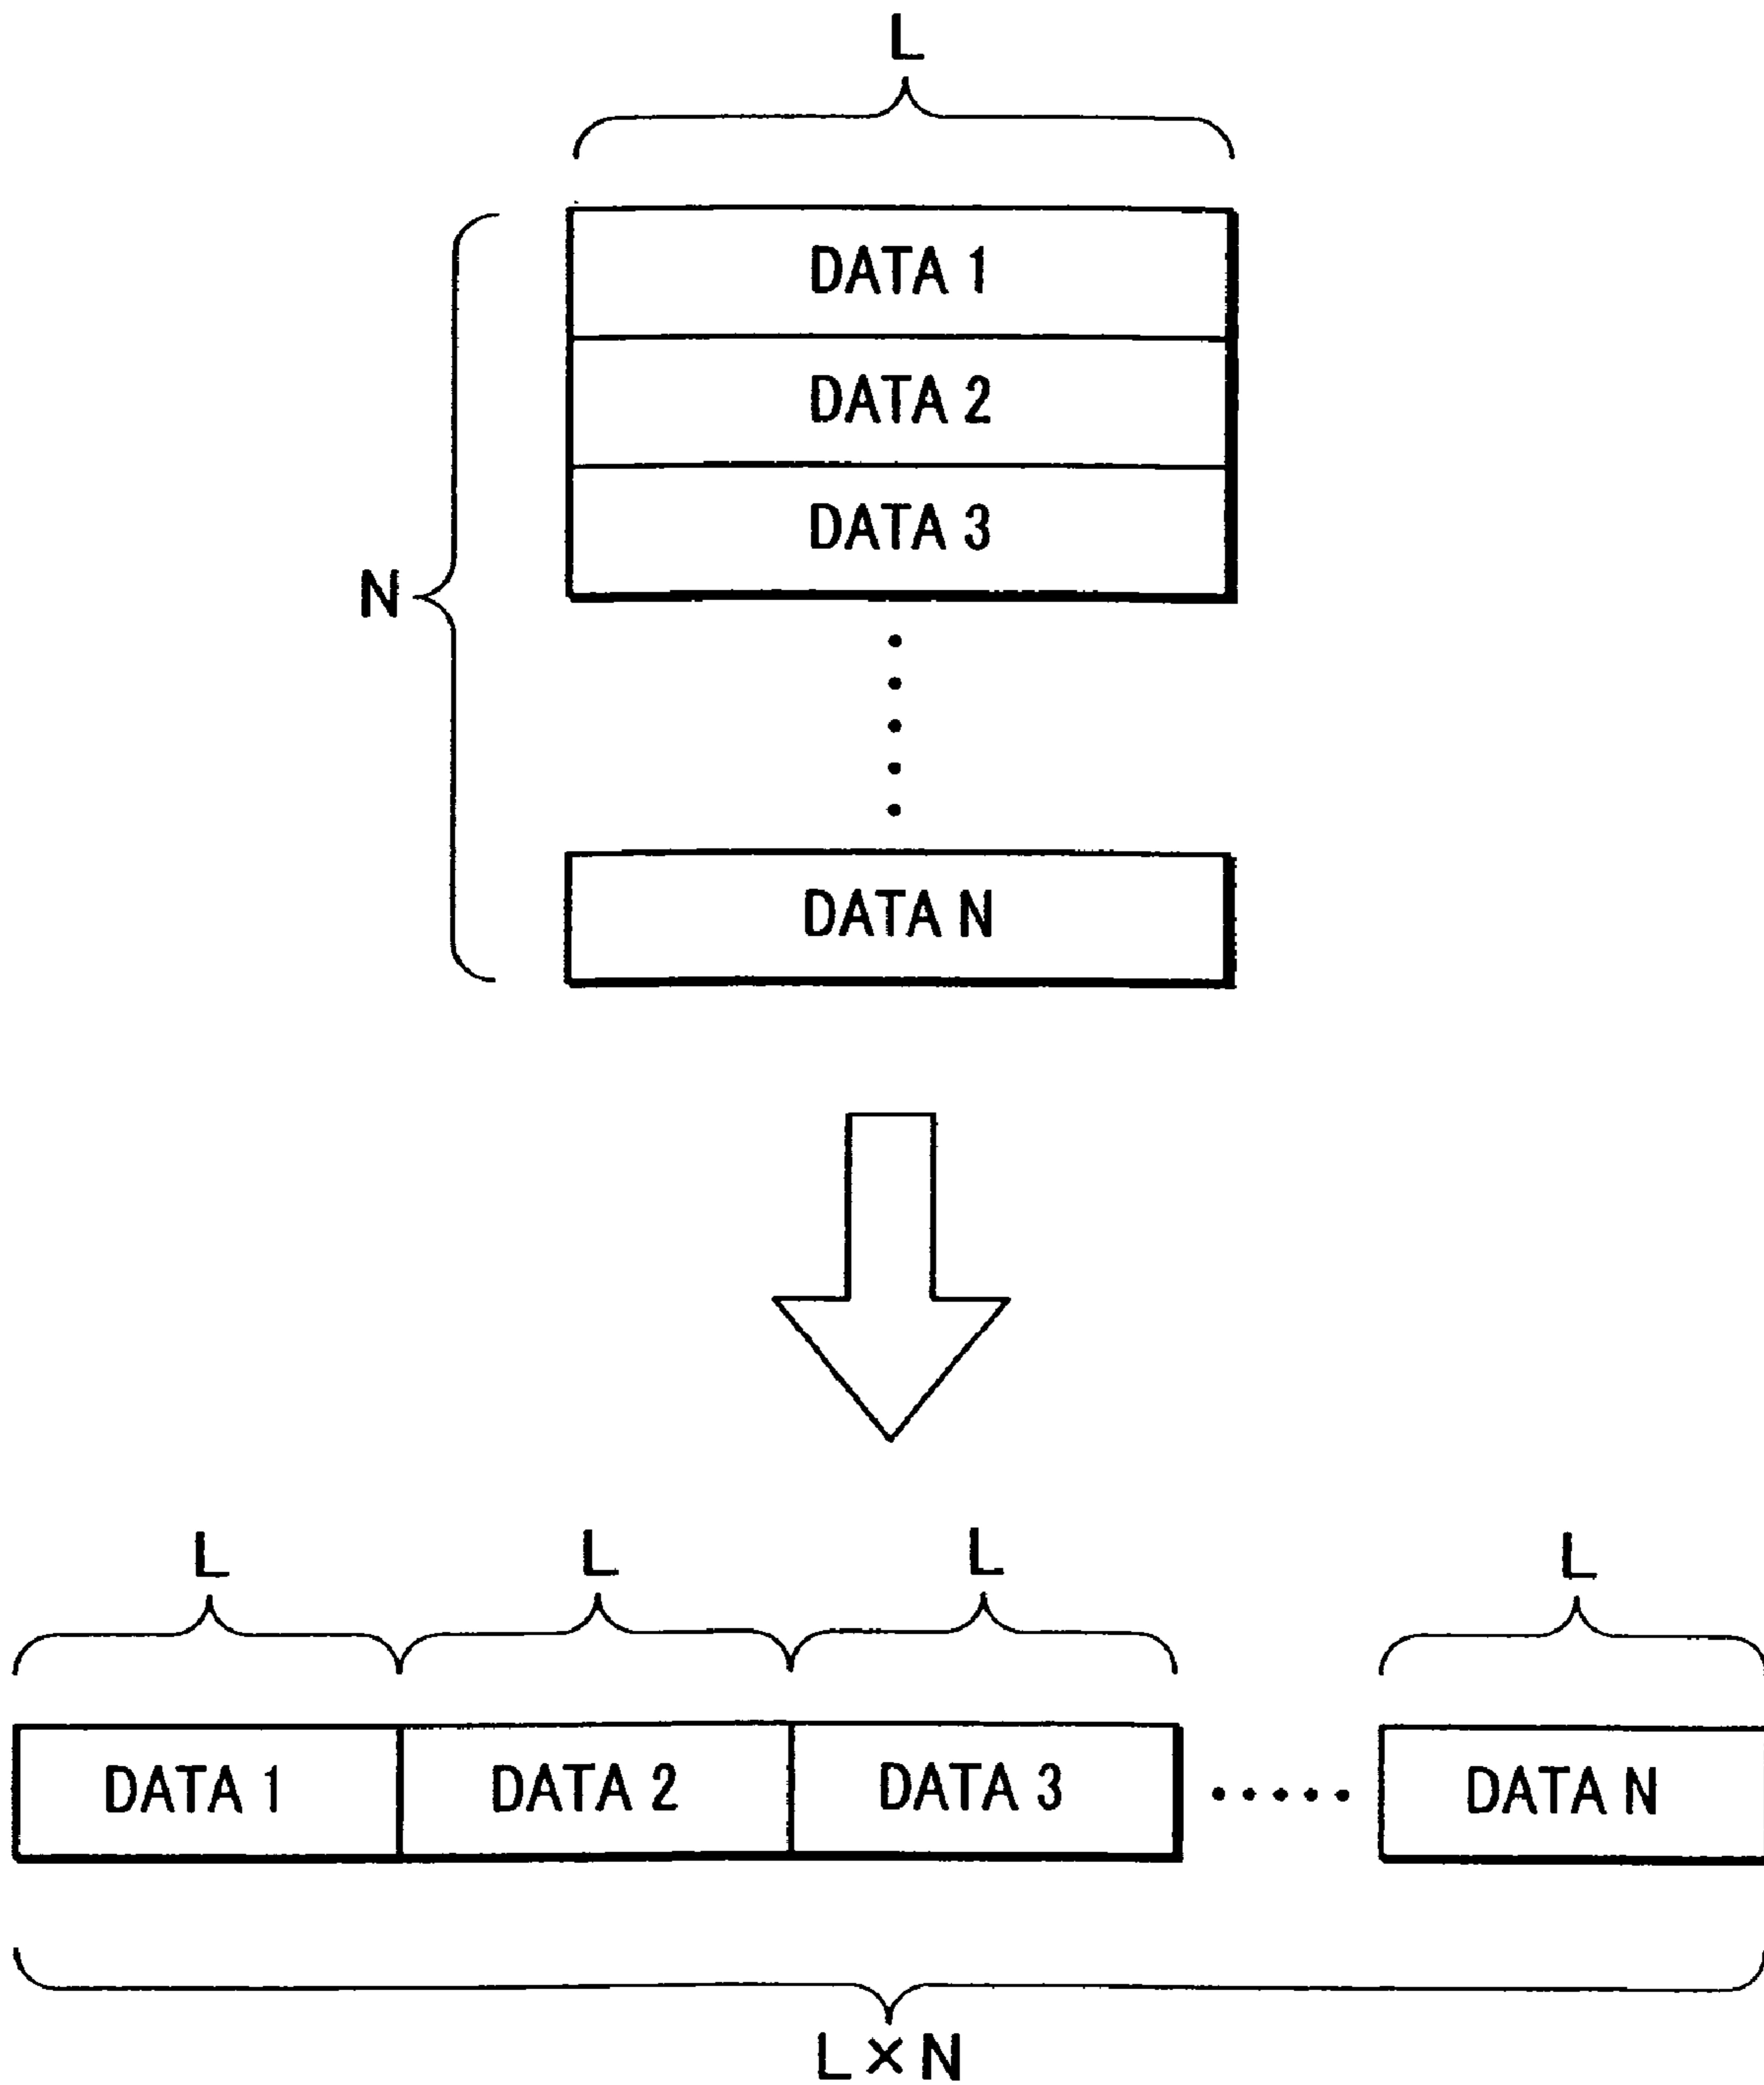 L
DATA 1
DATA 2
DATA 3
N
DATA N
L L L L
DATA 1 DATA 2 DATA 3 ..... DATA N
L×N